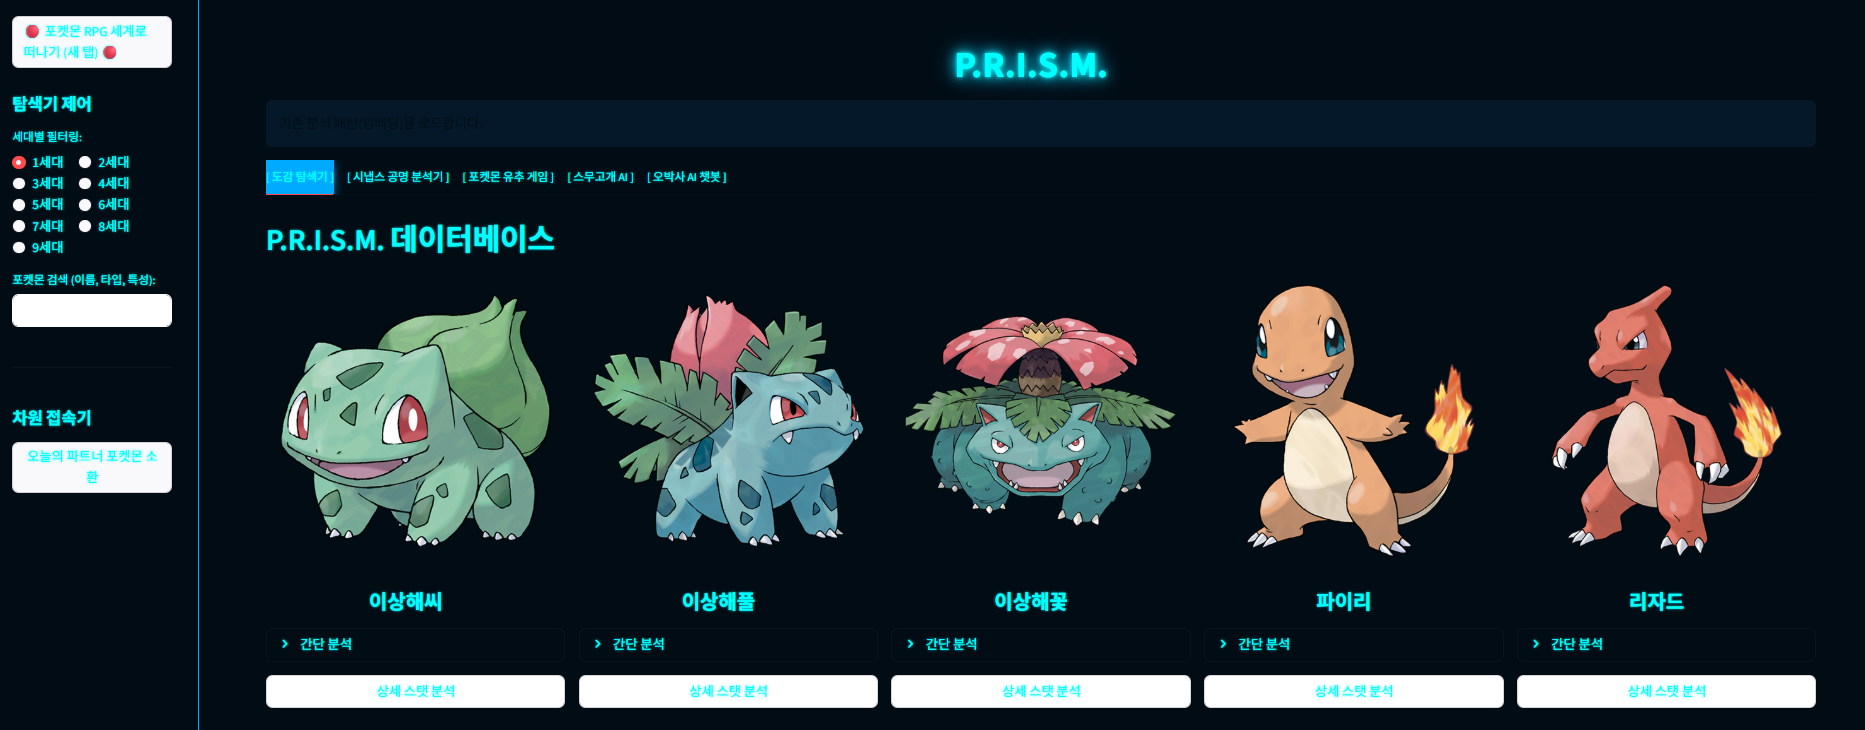 포켓몬 RPG 세계로
떠나기 (새 탭)
탐색기 제어
세대별 필터링:
1세대 2세대
3세대 4세대
5세대 6세대
7세대 8세대
9세대
포켓몬 검색 (이름, 타입, 특성):
차원 접속기
오늘의 파트너 포켓몬 소
환
P.R.I.S.M.
기존 분석 패턴(임베딩)을 로드합니다.
[ 도감 탐색기 ] [ 시냅스 공명 분석기 ] [ 포켓몬 유추 게임 ] [ 스무고개 AI ] [ 오박사 AI 챗봇 ]
P.R.I.S.M. 데이터베이스
이상해씨 이상해풀 이상해꽃 파이리 리자드
간단 분석 간단 분석 간단 분석 간단 분석 간단 분석
상세 스탯 분석 상세 스탯 분석 상세 스탯 분석 상세 스탯 분석 상세 스탯 분석